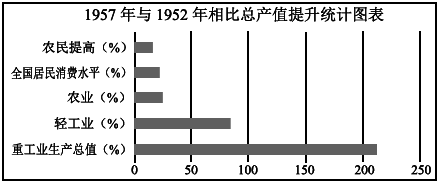 1957年与1952年相比总产值提升统计图表
农民提高（%）
全国居民消费水平（%）
农业（%）
轻工业（%）
重工业生产总值（%）
0 50 100 150 200 250